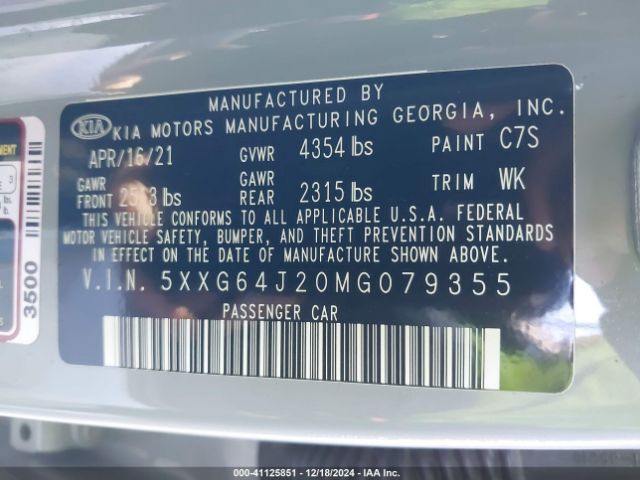 MANUFACTURED BY
KIA KIA MOTORS MANUFACTURING GEORGIA, INC.
APR/16/21 GVWR 4354 lbs PAINT C7S
GAWR FRONT lbs GAWR REAR 2315 lbs TRIM WK
THIS VEHICLE CONFORMS TO ALL APPLICABLE U.S.A. FEDERAL
MOTOR VEHICLE SAFETY, BUMPER, AND THEFT PREVENTION STANDARDS
IN EFFECT ON THE DATE OF MANUFACTURE SHOWN ABOVE.
V.I.N. 5XXG64J20MG079355
PASSENGER CAR
3500
000-41125851 | 12/18/2024 | IAA Inc.